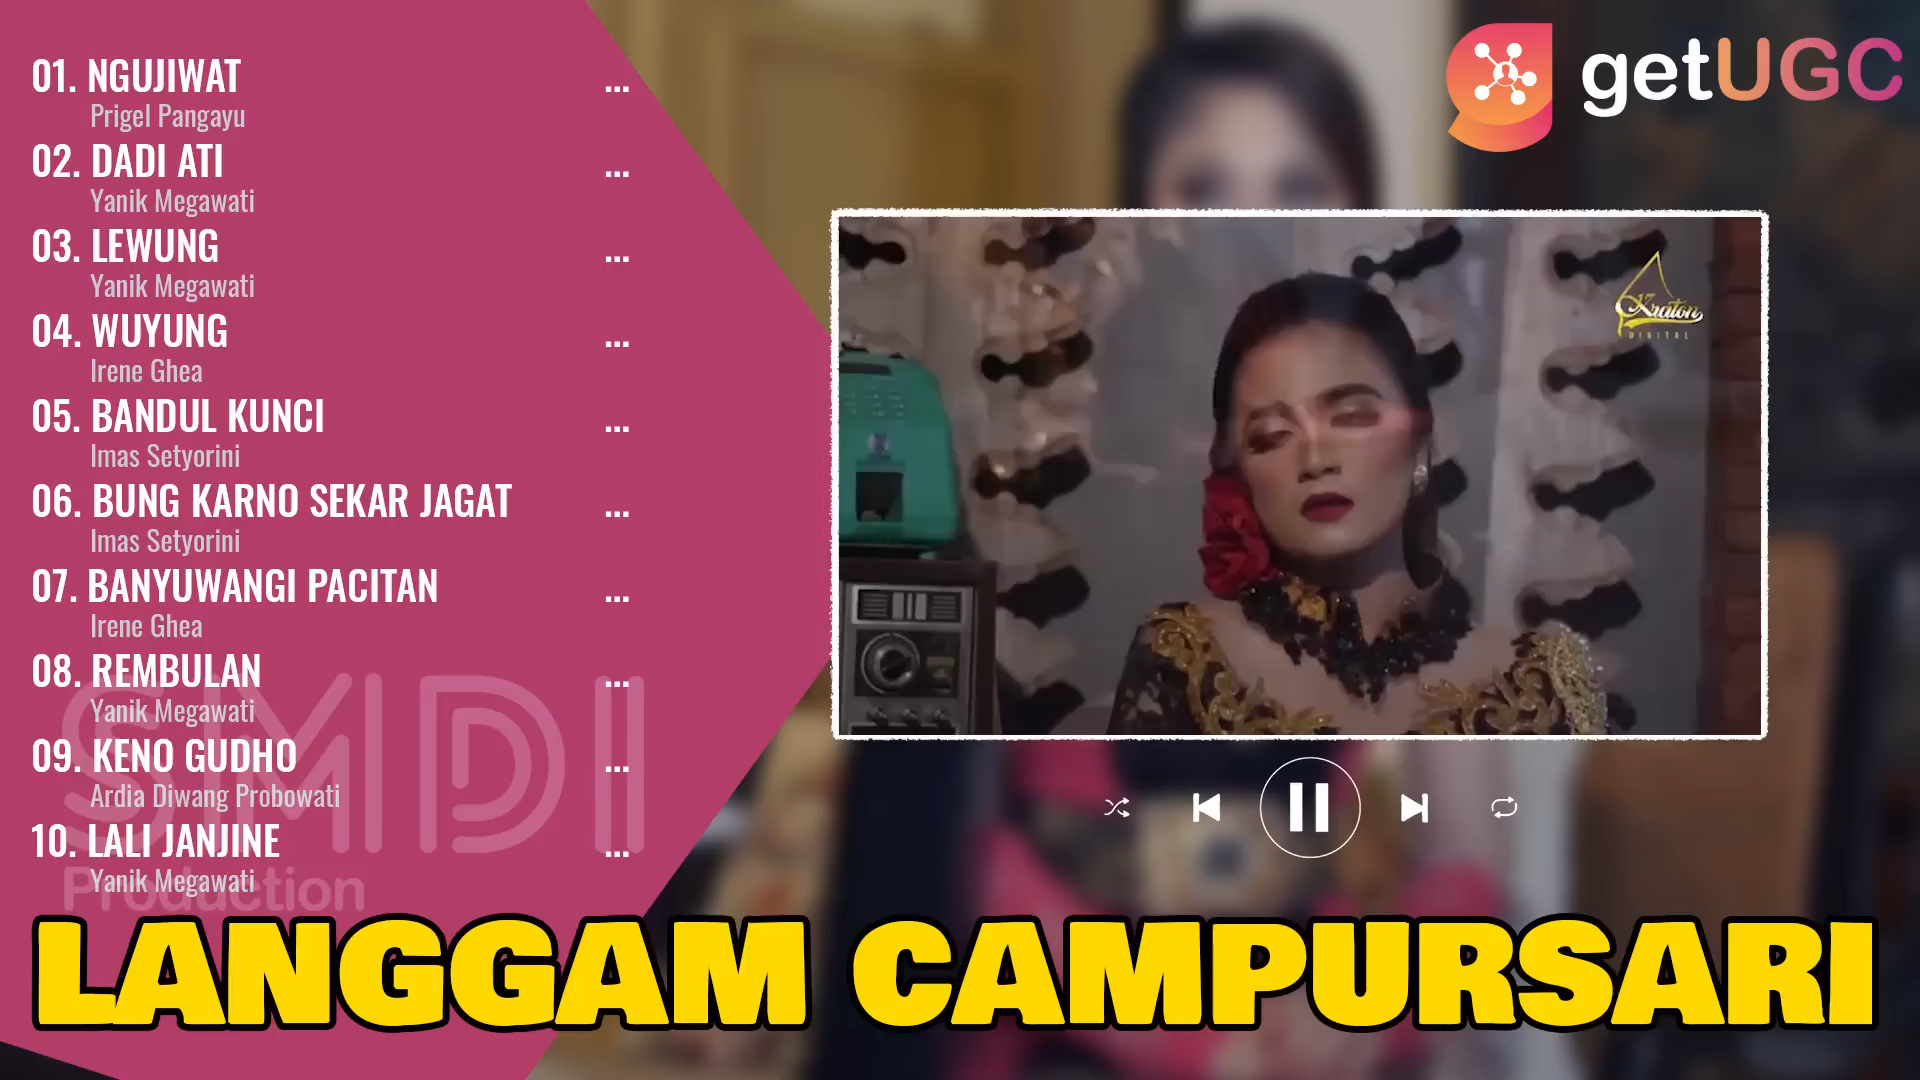 01. NGUJIWAT ...
Prigel Pangayu
02. DADI ATI ...
Yanik Megawati
03. LEWUNG ...
Yanik Megawati
04. WUYUNG ...
Irene Ghea
05. BANDUL KUNCI ...
Imas Setyorini
06. BUNG KARNO SEKAR JAGAT ...
Imas Setyorini
07. BANYUWANGI PACITAN ...
Irene Ghea
08. REMBULAN ...
Yanik Megawati
09. KENO GUDHO ...
Ardia Diwang Probowati
10. LALI JANJINE ...
Yanik Megawati
SMDI
Production
getUGC
Kraton
DIGITAL
LANGGAM CAMPURSARI